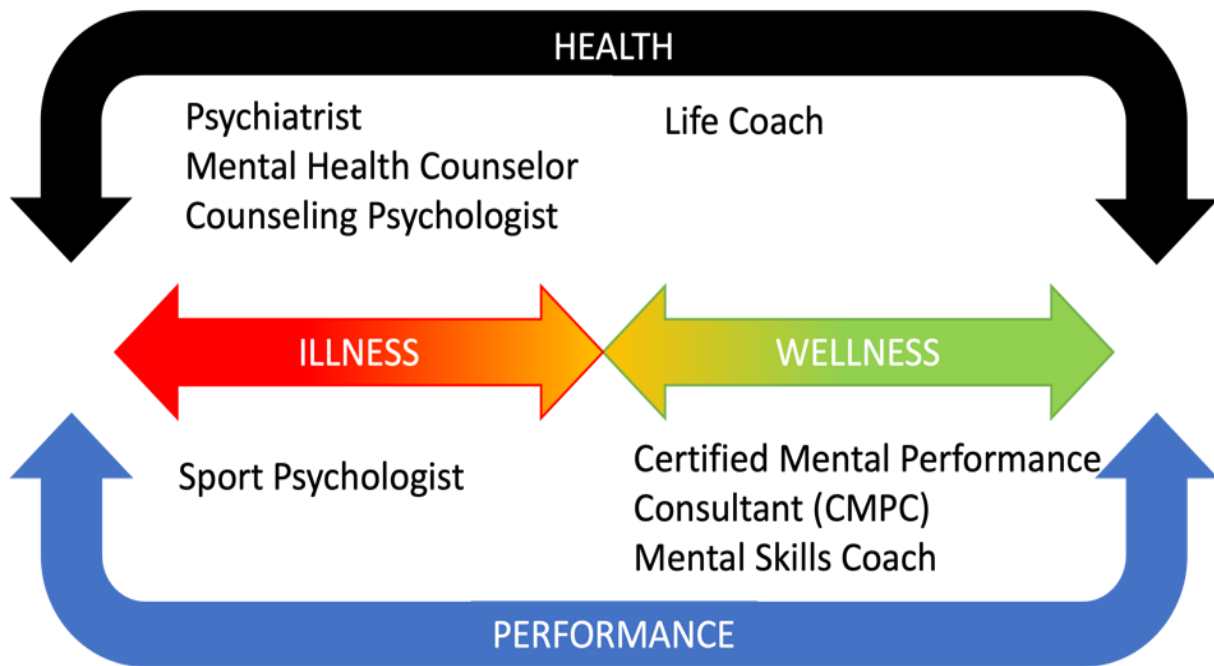 HEALTH
Psychiatrist
Mental Health Counselor
Counseling Psychologist
Life Coach
ILLNESS
WELLNESS
Sport Psychologist
Certified Mental Performance
Consultant (CMPC)
Mental Skills Coach
PERFORMANCE